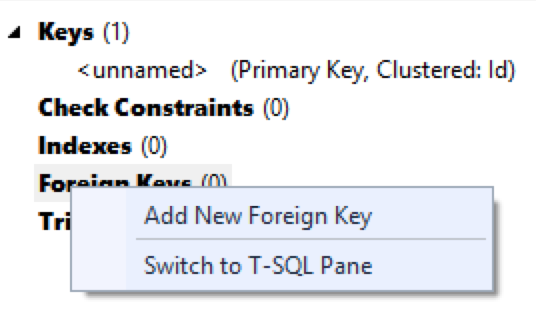 Keys (1)
<unnamed> (Primary Key, Clustered: Id)
Check Constraints (0)
Indexes (0)
Foreign Keys (0)
Tri
Add New Foreign Key
Switch to T-SQL Pane